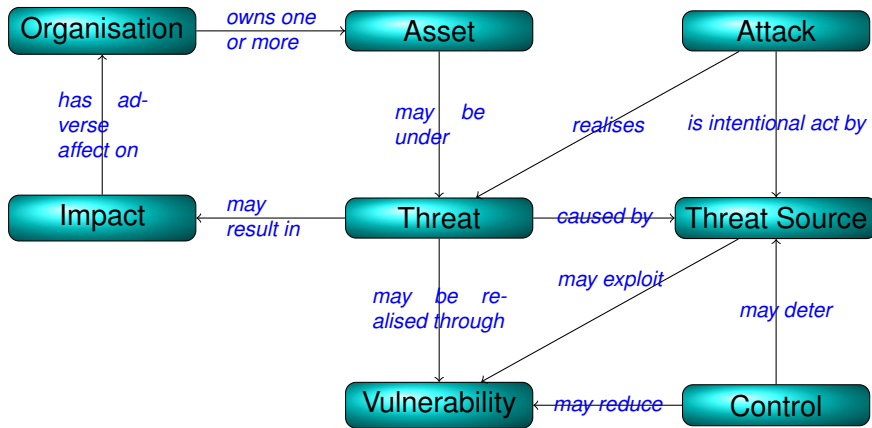 Organisation
owns one
or more
Asset
Attack
has ad-
verse
affect on
may be
under
realises
is intentional act by
Impact
may
result in
Threat
caused by
Threat Source
may be re-
alised through
may exploit
may deter
Vulnerability
may reduce
Control